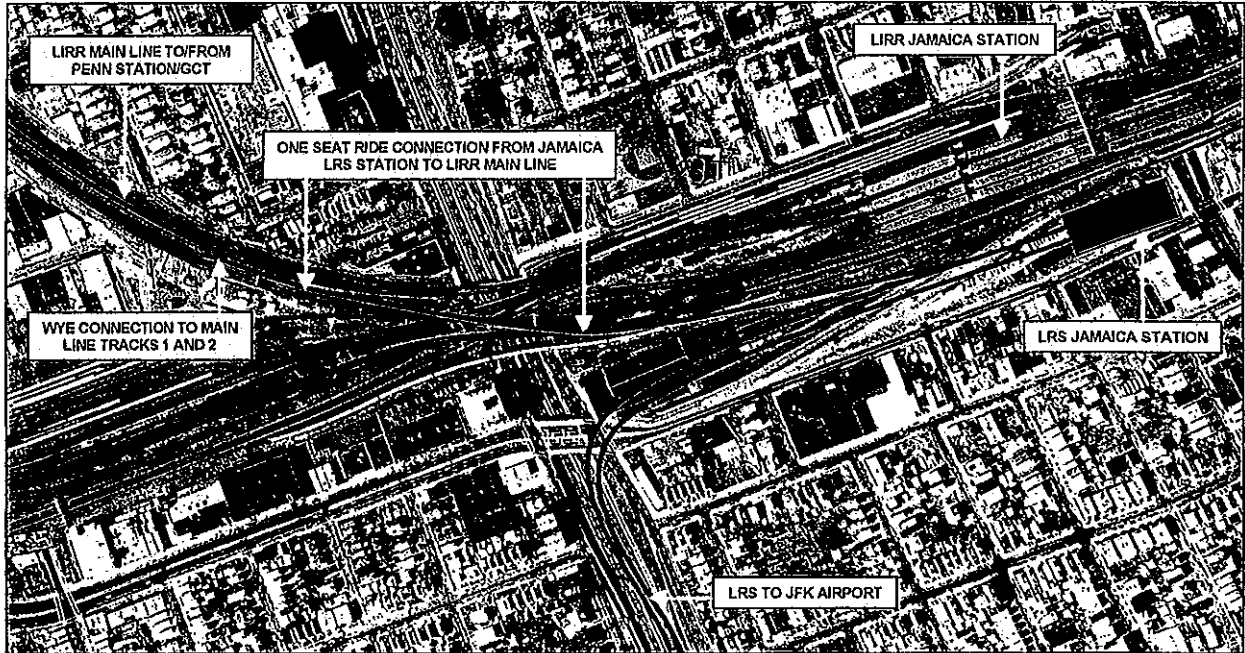 LIRR MAIN LINE TO/FROM
PENN STATION/GCT
LIRR JAMAICA STATION
ONE SEAT RIDE CONNECTION FROM JAMAICA
LRS STATION TO LIRR MAIN LINE
WYE CONNECTION TO MAIN
LINE TRACKS 1 AND 2
LRS JAMAICA STATION
LRS TO JFK AIRPORT